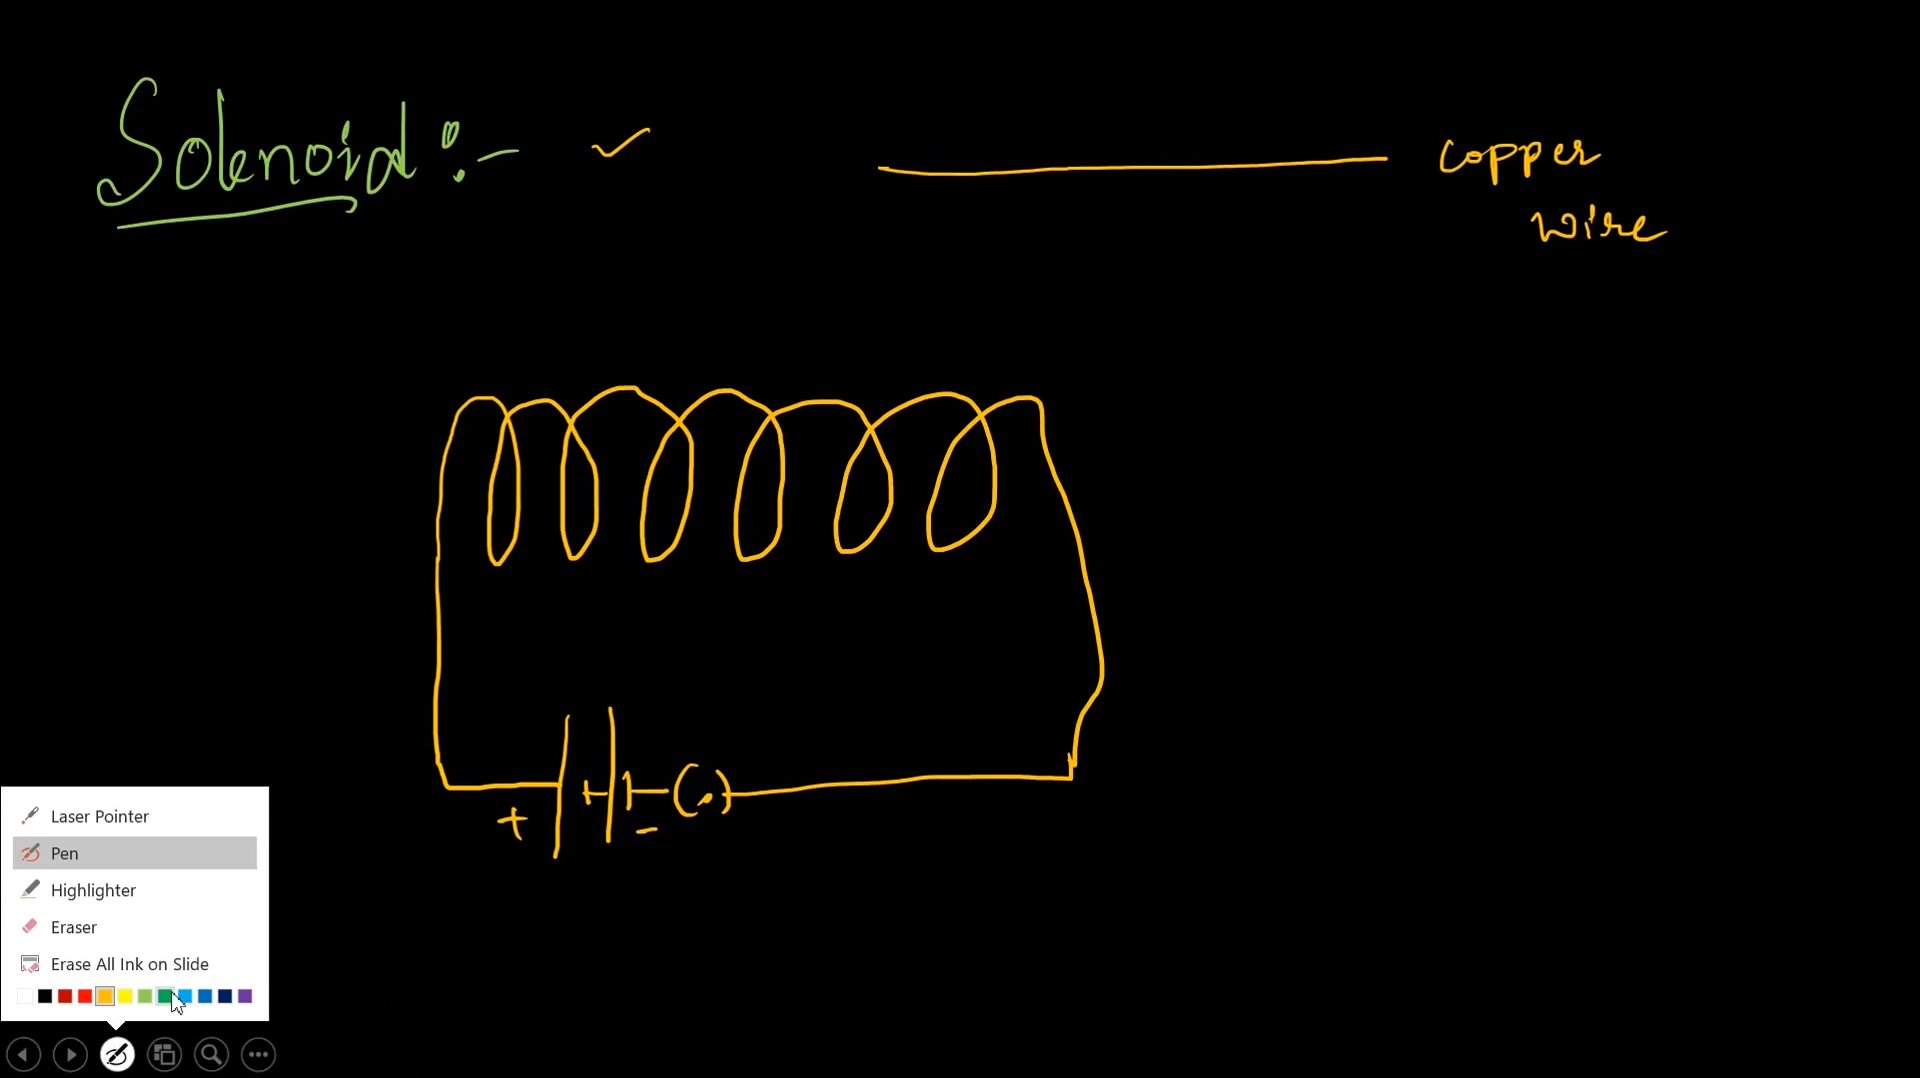 Solenoid :-
Copper
wire
+
-
Laser Pointer
Pen
Highlighter
Eraser
Erase All Ink on Slide